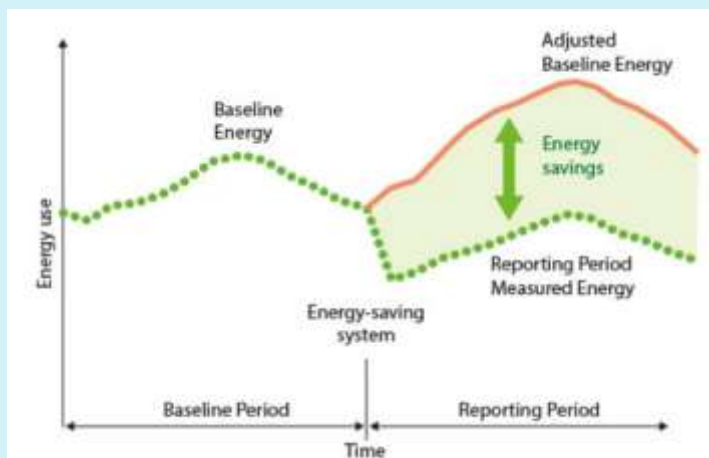 Adjusted
Baseline Energy
Baseline
Energy
Energy
savings
Energy use
Reporting Period
Measured Energy
Energy-saving
system
Baseline Period
Reporting Period
Time